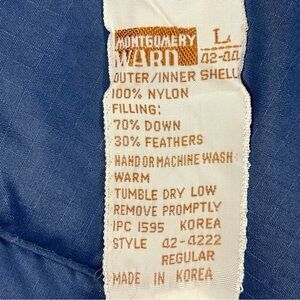 MONTGOMERY L
WARD 42-44
OUTER/INNER SHELL
100% NYLON
FILLING:
70% DOWN
30% FEATHERS
HAND OR MACHINE WASH
WARM
TUMBLE DRY LOW
REMOVE PROMPTLY
IPC 1595 KOREA
STYLE 42-4222
REGULAR
MADE IN KOREA